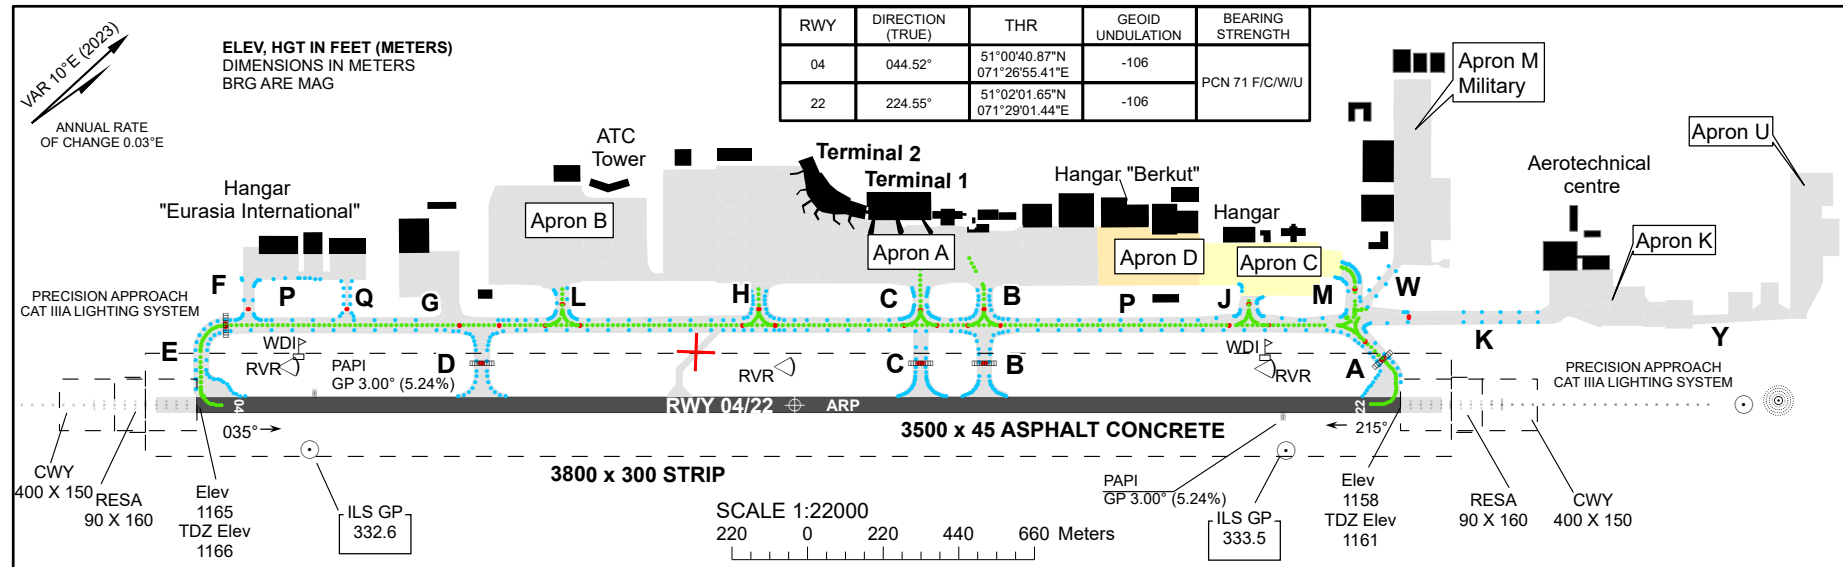 VAR 10°E (2023)
ANNUAL RATE
OF CHANGE 0.03°E
ELEV, HGT IN FEET (METERS)
DIMENSIONS IN METERS
BRG ARE MAG
RWY DIRECTION (TRUE) THR GEOID UNDULATION BEARING STRENGTH
04 044.52° 51°00'40.87"N 071°26'55.41"E -106 PCN 71 F/C/W/U
22 224.55° 51°02'01.65"N 071°29'01.44"E -106
Apron M
Military
Apron U
ATC
Tower
Terminal 2
Terminal 1
Hangar "Berkut"
Aerotechnical
centre
Hangar
"Eurasia International"
Hangar
Apron B
Apron A
Apron D
Apron C
Apron K
F P Q G L H C B P J M W K Y
PRECISION APPROACH
CAT IIIA LIGHTING SYSTEM
E
WDI
RVR
PAPI
GP 3.00° (5.24%)
D
RVR
C
B
WDI
RVR
A
PRECISION APPROACH
CAT IIIA LIGHTING SYSTEM
04
RWY 04/22
ARP
22
035°
3500 x 45 ASPHALT CONCRETE
215°
3800 x 300 STRIP
CWY
400 X 150
RESA
90 X 160
Elev
1165
TDZ Elev
1166
ILS GP
332.6
SCALE 1:22000
220 0 220 440 660 Meters
PAPI
GP 3.00° (5.24%)
ILS GP
333.5
Elev
1158
TDZ Elev
1161
RESA
90 X 160
CWY
400 X 150